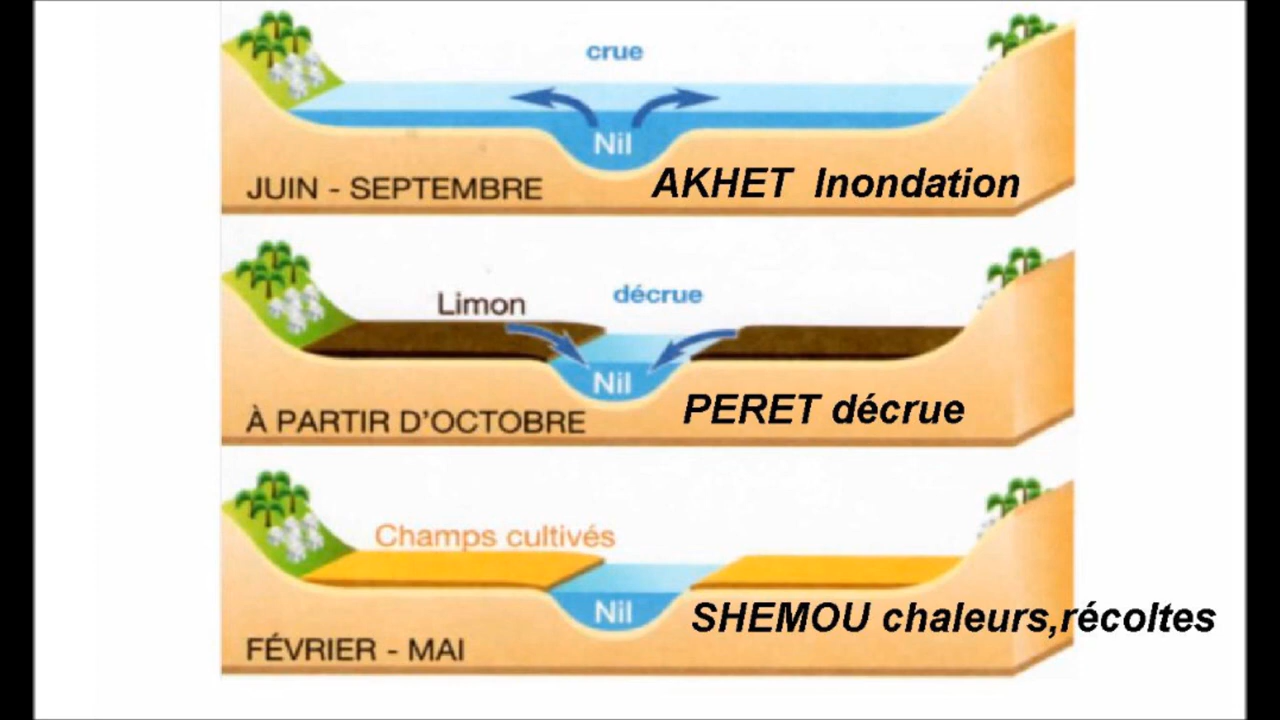 crue
Nil
JUIN - SEPTEMBRE
AKHET Inondation
Limon
décrue
Nil
À PARTIR D'OCTOBRE
PERET décrue
Champs cultivés
Nil
SHEMOU chaleurs,récoltes
FÉVRIER - MAI